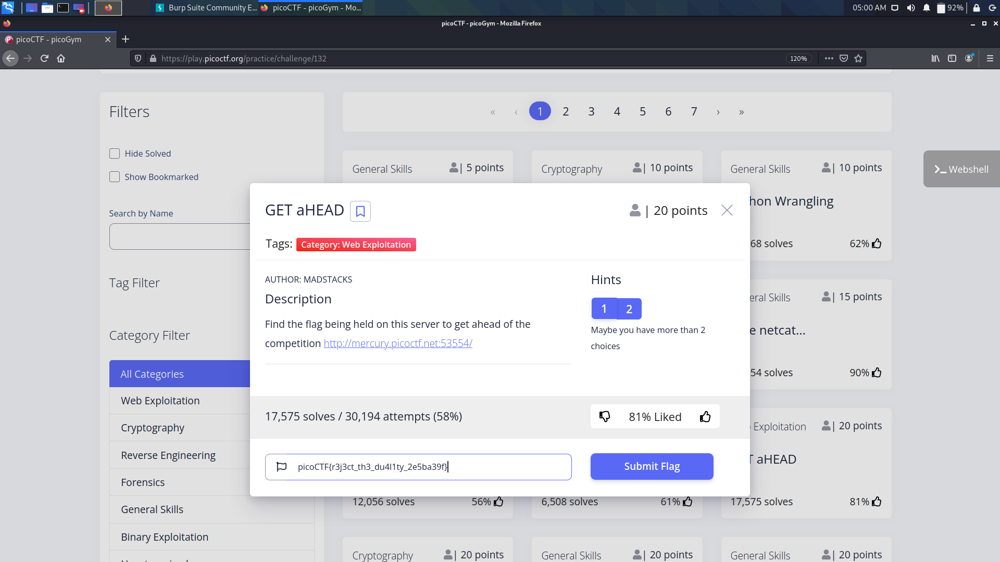 Burp Suite Community E...
picoCTF - picoGym - Mo...
05:00 AM
92%
picoCTF - picoGym - Mozilla Firefox
picoCTF - picoGym
https://play.picoctf.org/practice/challenge/132
120%
Filters
« ‹ 1 2 3 4 5 6 7 › »
Hide Solved
Show Bookmarked
Search by Name
Tag Filter
Category Filter
All Categories
Web Exploitation
Cryptography
Reverse Engineering
Forensics
General Skills
Binary Exploitation
General Skills | 5 points
Cryptography | 10 points
General Skills | 10 points
Webshell
hon Wrangling
68 solves 62%
eral Skills | 15 points
e netcat...
54 solves 90%
Exploitation | 20 points
T aHEAD
GET aHEAD
| 20 points
Tags: Category: Web Exploitation
AUTHOR: MADSTACKS
Description
Find the flag being held on this server to get ahead of the
competition http://mercury.picoctf.net:53554/
Hints
1 2
Maybe you have more than 2
choices
17,575 solves / 30,194 attempts (58%)
81% Liked
picoCTF{r3j3ct_th3_du4l1ty_2e5ba39f}
Submit Flag
12,056 solves 56%
6,508 solves 61%
17,575 solves 81%
Cryptography | 20 points
General Skills | 20 points
General Skills | 20 points